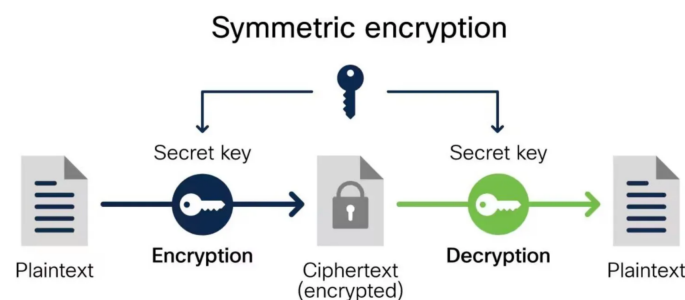 Symmetric encryption
Secret key
Secret key
Encryption
Decryption
Plaintext
Ciphertext
(encrypted)
Plaintext